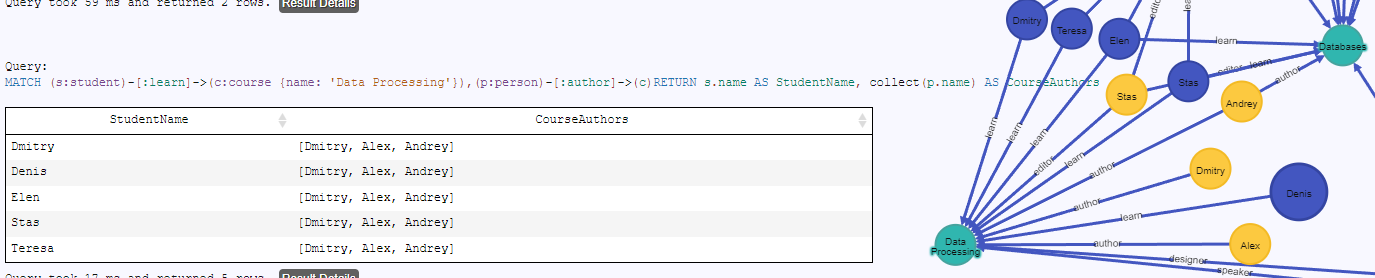 Query took 59 ms and returned 2 rows. Result Details
Query:
MATCH (s:student)-[:learn]->(c:course {name: 'Data Processing'}),(p:person)-[:author]->(c)RETURN s.name AS StudentName, collect(p.name) AS CourseAuthors
StudentName CourseAuthors
Dmitry [Dmitry, Alex, Andrey]
Denis [Dmitry, Alex, Andrey]
Elen [Dmitry, Alex, Andrey]
Stas [Dmitry, Alex, Andrey]
Teresa [Dmitry, Alex, Andrey]
Query took 17 ms and returned 5 rows. Result Details
editor
lea
Dmitry
Teresa
Elen
learn
Databases
editor
learn
author
Stas
Stas
Andrey
learn
learn
learn
editor
learn
author
Dmitry
author
Denis
learn
Data
Processing
author
Alex
designer
speaker